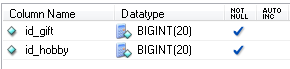 Column Name Datatype NOT NULL AUTO INC
id_gift BIGINT(20)
id_hobby BIGINT(20)